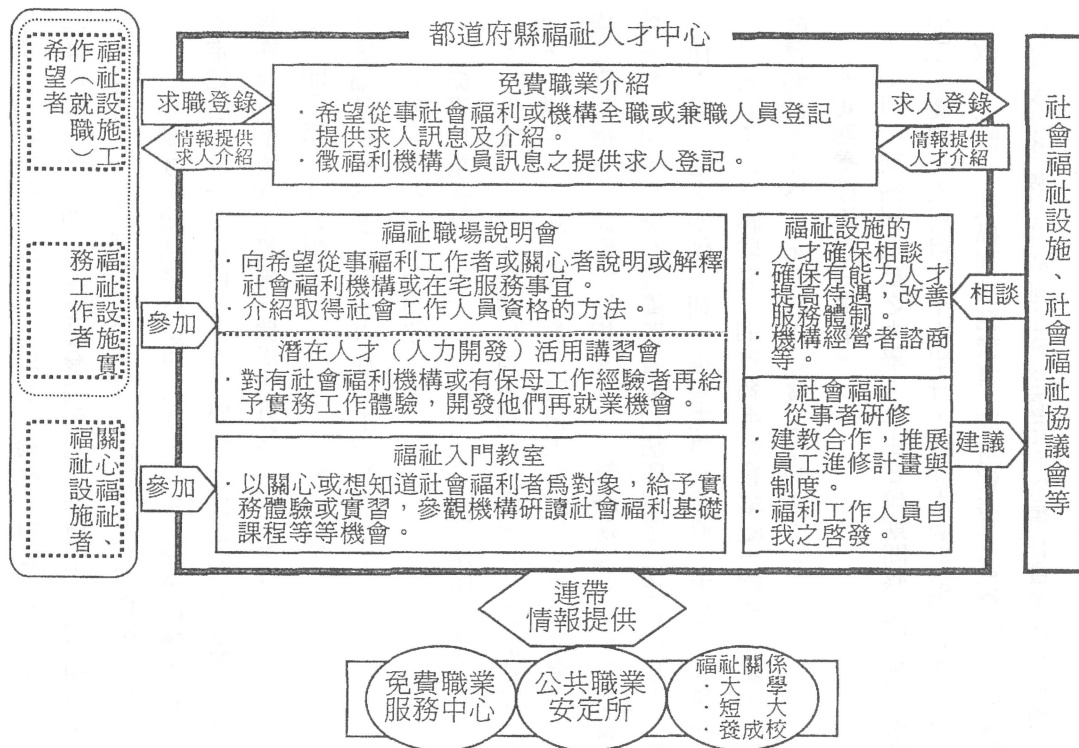 都道府縣福祉人才中心
福祉設施工
作（就職）
希望者
福祉設施實
務工作者
關心福祉、
福祉設施者
求職登錄
情報提供
求人介紹
參加
參加
免費職業介紹
·希望從事社會福利或機構全職或兼職人員登記
提供求人訊息及介紹。
·徵福利機構人員訊息之提供求人登記。
福祉職場說明會
·向希望從事福利工作者或關心者說明或解釋
社會福利機構或在宅服務事宜。
·介紹取得社會工作人員資格的方法。
潛在人才（人力開發）活用講習會
·對有社會福利機構或有保母工作經驗者再給
予實務工作體驗，開發他們再就業機會。
福祉入門教室
·以關心或想知道社會福利者爲對象，給予實
務體驗或實習，參觀機構研讀社會福利基礎
課程等等機會。
福祉設施的
人才確保相談
·確保有能力人才
提高待遇，改善
服務體制。
·機構經營者諮商
等。
社會福祉
從事者研修
·建教合作，推展
員工進修計畫與
制度。
·福利工作人員自
我之啓發。
求人登錄
情報提供
人才介紹
相談
建議
社會福祉設施、社會福祉協議會等
連帶
情報提供
免費職業
服務中心
公共職業
安定所
福祉關係
·大 學
·短 大
·養成校